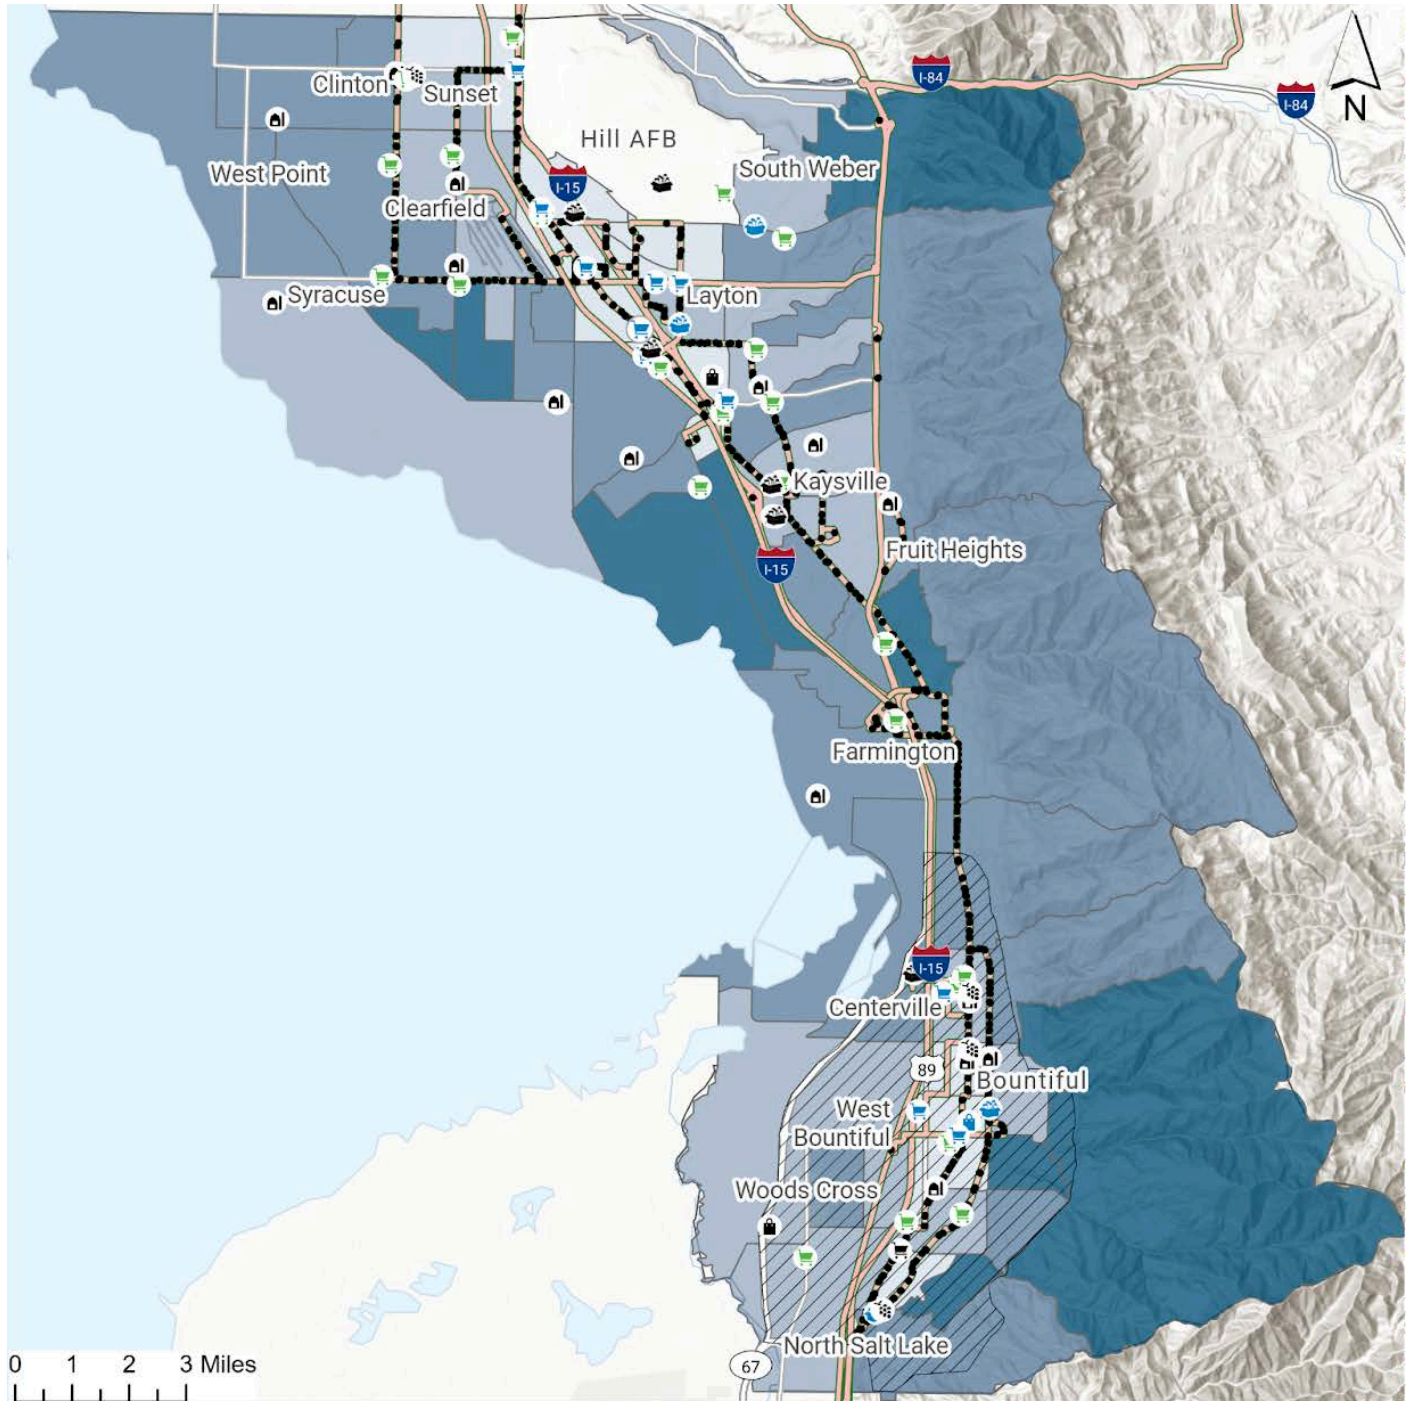 I-84
I-84
N
Clinton
Sunset
Hill AFB
West Point
South Weber
I-15
Clearfield
Syracuse
Layton
Kaysville
Fruit Heights
I-15
Farmington
I-15
Centerville
89
Bountiful
West
Bountiful
Woods Cross
North Salt Lake
67
0 1 2 3 Miles